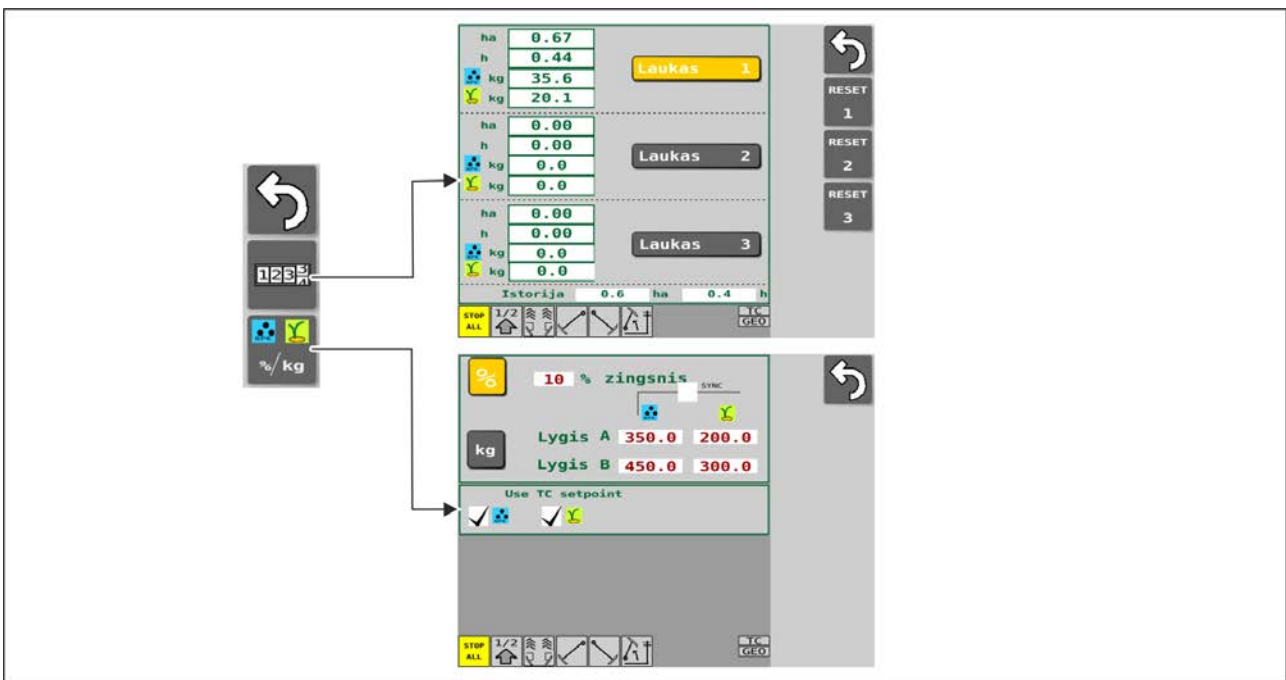 ha 0.67
h 0.44
kg 35.6
kg 20.1
Laukas 1
RESET
1
ha 0.00
h 0.00
kg 0.0
kg 0.0
Laukas 2
RESET
2
ha 0.00
h 0.00
kg 0.0
kg 0.0
Laukas 3
RESET
3
Istorija 0.6 ha 0.4 h
STOP
ALL
1/2
TC
GEO
%/kg
% 10 % zingsnis
SYNC
kg
Lygis A 350.0 200.0
Lygis B 450.0 300.0
Use TC setpoint
STOP
ALL
1/2
TC
GEO